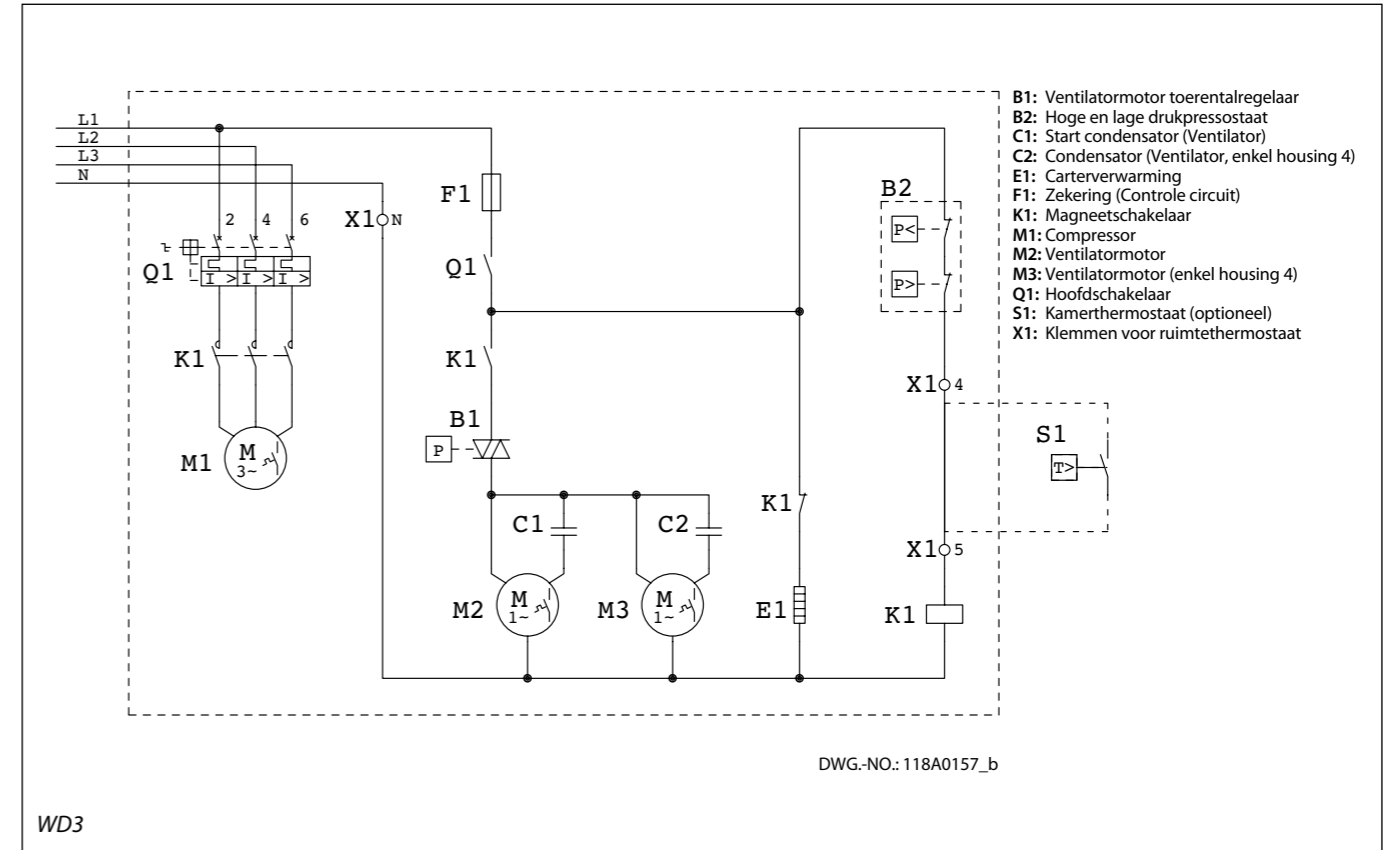 L1
L2
L3
N
2 4 6
X1 N
Q1
I > I > I >
K1
M1
M
3~
F1
Q1
K1
B1
P
C1
C2
M2
M
1~
M3
M
1~
K1
E1
B2
P<
P>
X1 4
S1
T>
X1 5
K1
B1: Ventilatormotor toerentalregelaar
B2: Hoge en lage drukpressostaat
C1: Start condensator (Ventilator)
C2: Condensator (Ventilator, enkel housing 4)
E1: Carterverwarming
F1: Zekering (Controle circuit)
K1: Magneetschakelaar
M1: Compressor
M2: Ventilatormotor
M3: Ventilatormotor (enkel housing 4)
Q1: Hoofdschakelaar
S1: Kamerthermostaat (optioneel)
X1: Klemmen voor ruimtethermostaat
DWG.-NO.: 118A0157_b
WD3